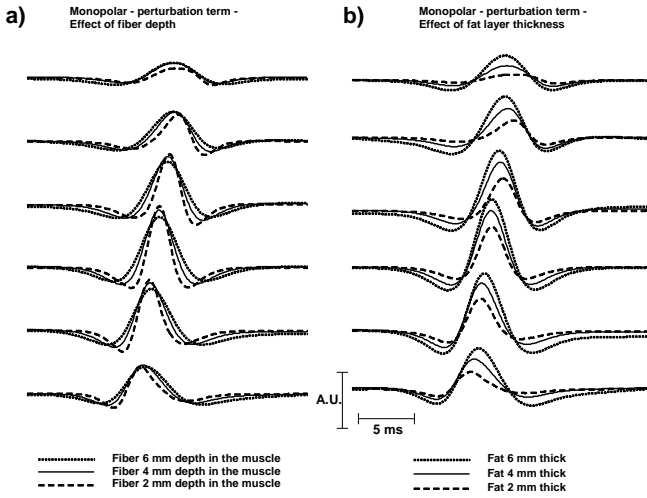 a)
Monopolar - perturbation term -
Effect of fiber depth
b)
Monopolar - perturbation term -
Effect of fat layer thickness
A.U.
5 ms
Fiber 6 mm depth in the muscle
Fiber 4 mm depth in the muscle
Fiber 2 mm depth in the muscle
Fat 6 mm thick
Fat 4 mm thick
Fat 2 mm thick